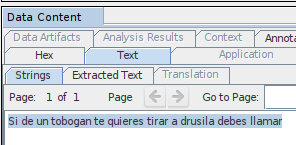 Data Content
Data Artifacts Analysis Results Context Annota
Hex Text Application
Strings Extracted Text Translation
Page: 1 of 1 Page Go to Page:
Si de un tobogan te quieres tirar a drusila debes llamar